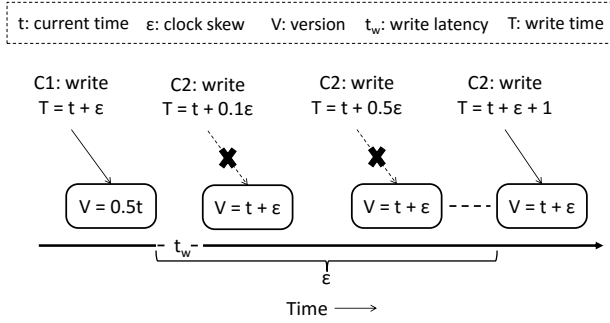 t: current time   ε: clock skew   V: version   t_w: write latency   T: write time
C1: write   C2: write   C2: write   C1: write
T = t + ε   T = t + 0.1ε   T = t + 0.5ε   T = t + ε + 1
V = 0.5t   V = t + ε   V = t + ε   V = t + ε
t_w
ε
Time